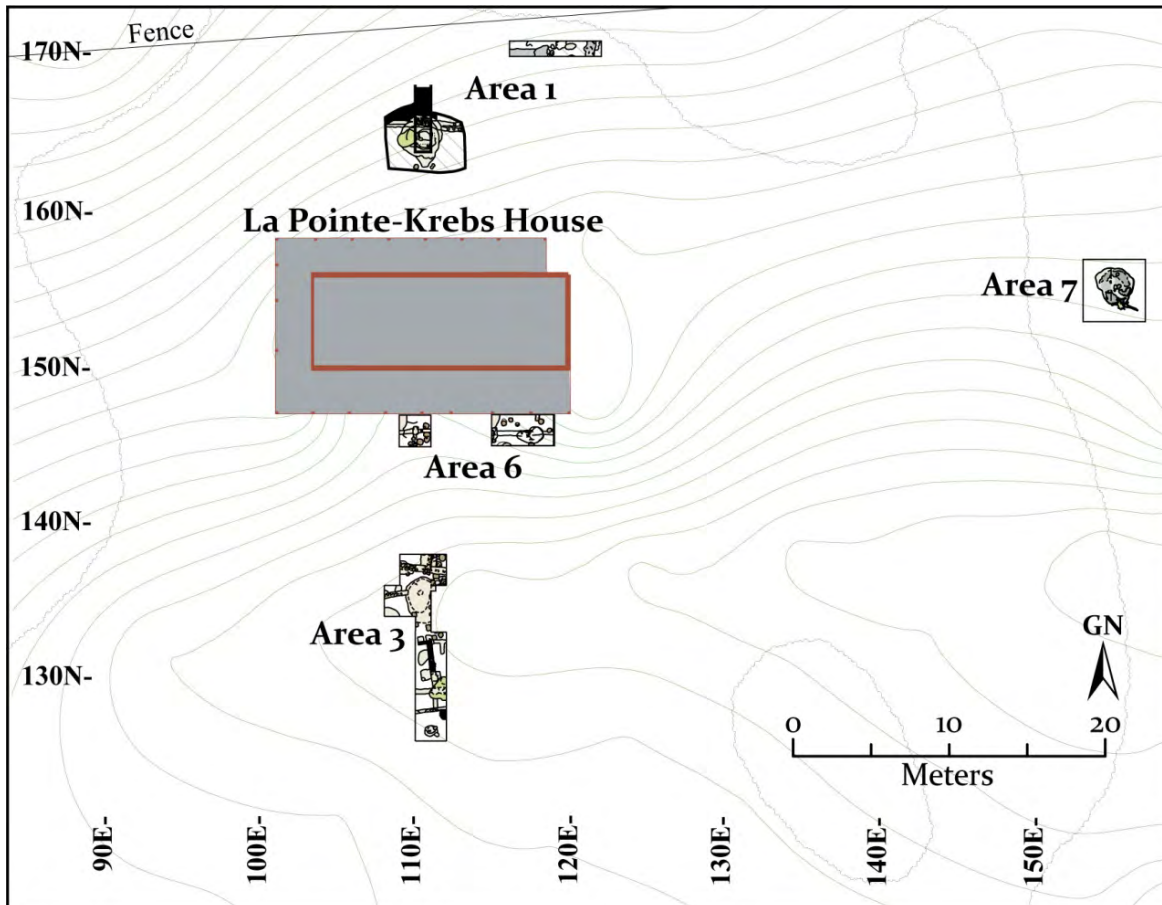 Fence
170N-
Area 1
160N-
La Pointe-Krebs House
Area 7
150N-
Area 6
140N-
Area 3
GN
130N-
0 10 20
Meters
90E-
100E-
110E-
120E-
130E-
140E-
150E-